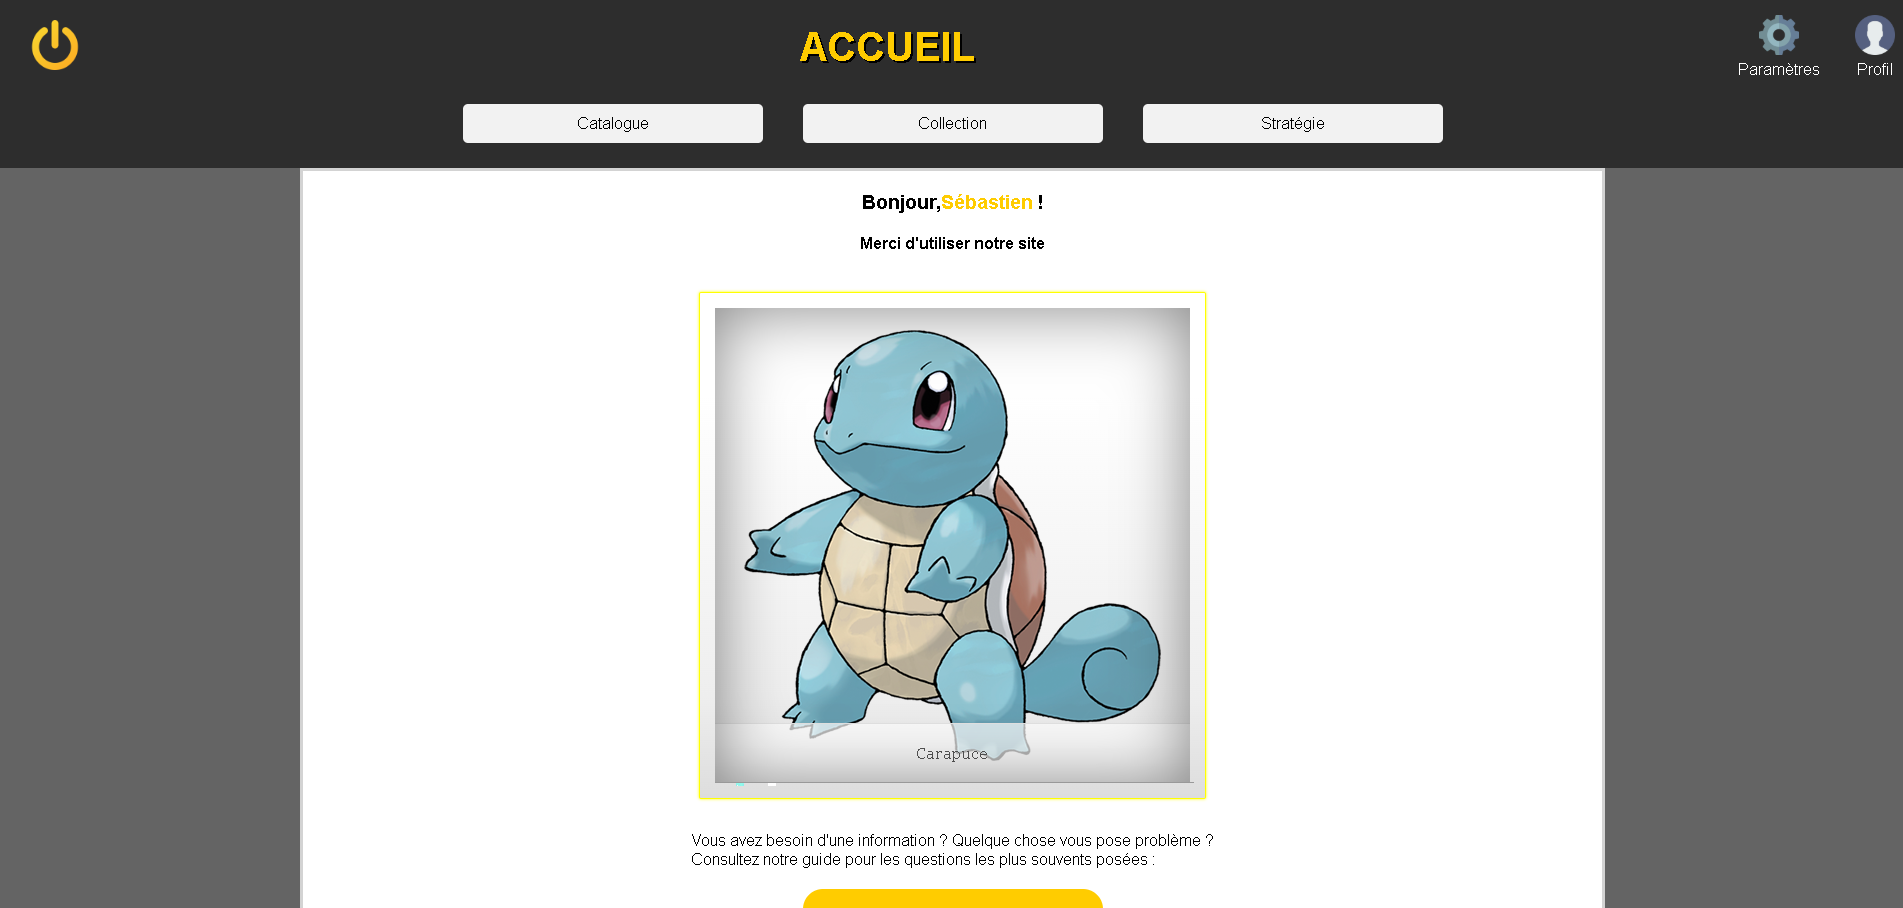 ACCUEIL
Paramètres
Profil
Catalogue
Collection
Stratégie
Bonjour,Sébastien !
Merci d'utiliser notre site
Carapuce
Vous avez besoin d'une information ? Quelque chose vous pose problème ?
Consultez notre guide pour les questions les plus souvents posées :